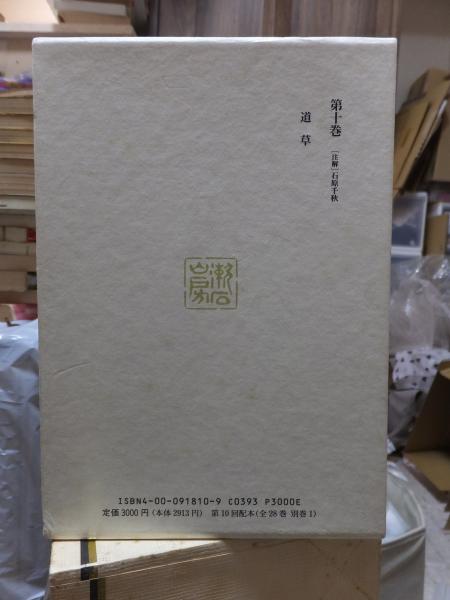 第十巻 〔注解〕石原千秋
道草
漱石山房
ISBN4-00-091810-9 C0393 P3000E
定価3000円(本体2913円) 第10回配本(全28巻 別巻1)